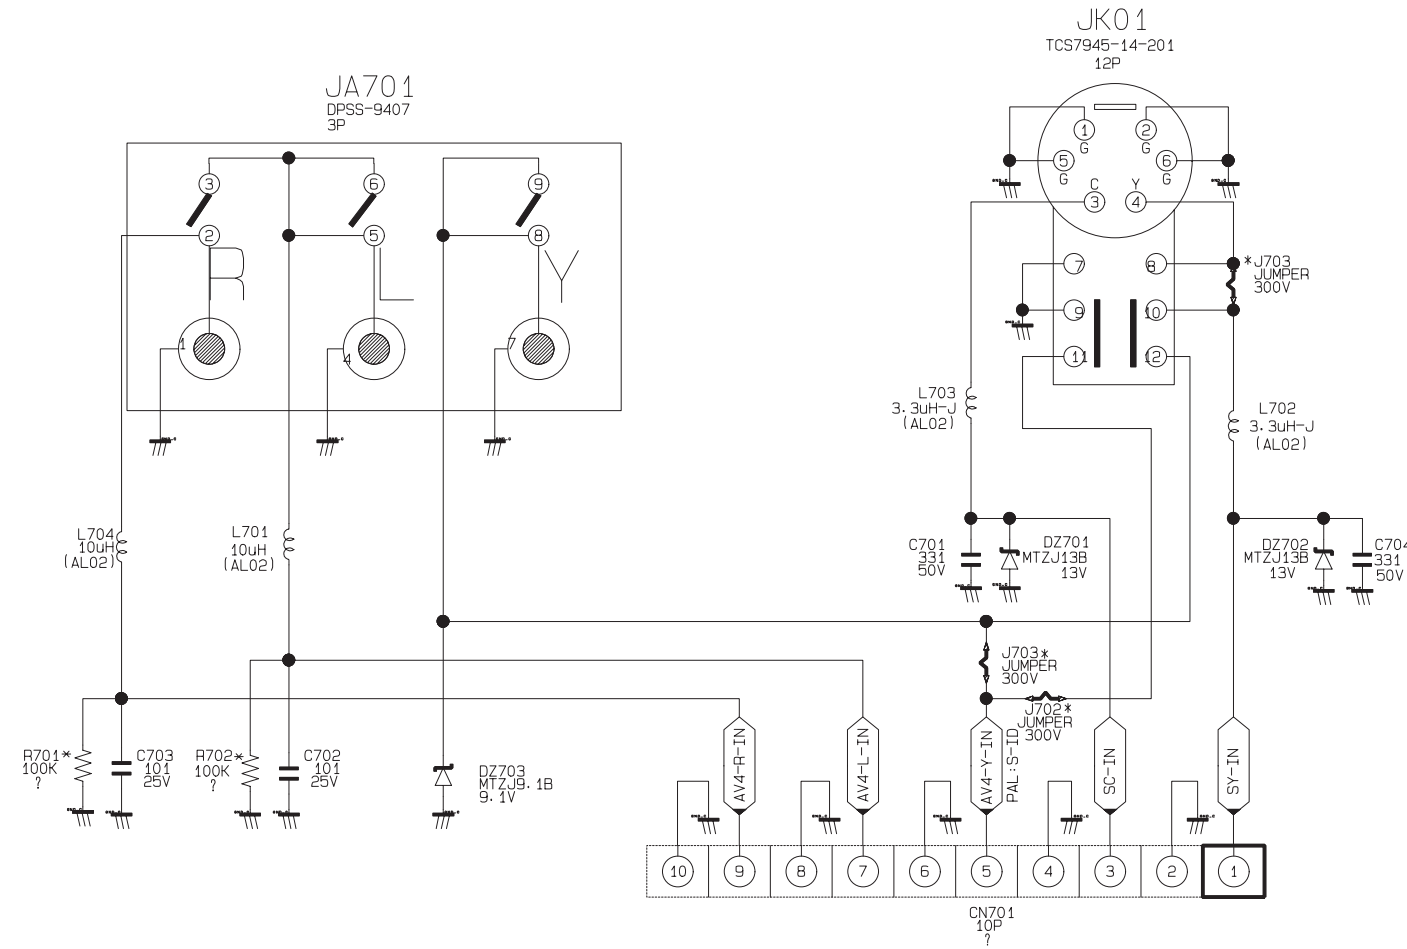 JK01
TCS7945-14-201
12P
JA701
DPSS-9407
3P
3
6
9
2
5
8
R
L
Y
1
4
7
1
2
G
G
5
6
G
G
C
Y
3
4
7
8
9
10
11
12
*J703
JUMPER
300V
L703
3.3uH-J
(AL02)
L702
3.3uH-J
(AL02)
L704
10uH
(AL02)
L701
10uH
(AL02)
C701
331
50V
DZ701
MTZJ13B
13V
DZ702
MTZJ13B
13V
C704
331
50V
J703*
JUMPER
300V
J702*
JUMPER
300V
R701*
100K
?
C703
101
25V
R702*
100K
?
C702
101
25V
DZ703
MTZJ9.1B
9.1V
AV4-R-IN
AV4-L-IN
AV4-Y-IN
PAL:S-ID
SC-IN
SY-IN
10
9
8
7
6
5
4
3
2
1
CN701
10P
?